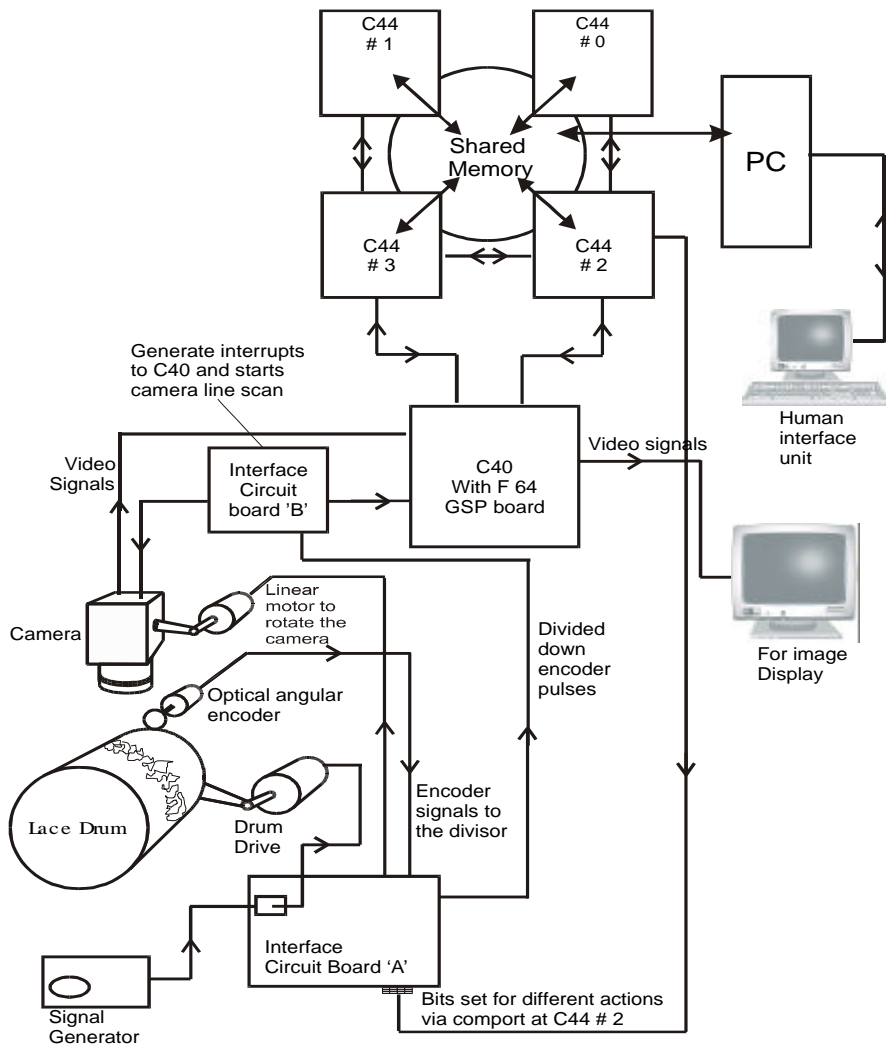 C44
# 1
C44
# 0
Shared
Memory
PC
C44
# 3
C44
# 2
Generate interrupts
to C40 and starts
camera line scan
Human
interface
unit
Video
Signals
Interface
Circuit
board 'B'
C40
With F 64
GSP board
Video signals
Camera
Linear
motor to
rotate the
camera
Divided
down
encoder
pulses
For image
Display
Optical angular
encoder
Lace Drum
Drum
Drive
Encoder
signals to
the divisor
Interface
Circuit Board ‘A’
Signal
Generator
Bits set for different actions
via comport at C44 # 2